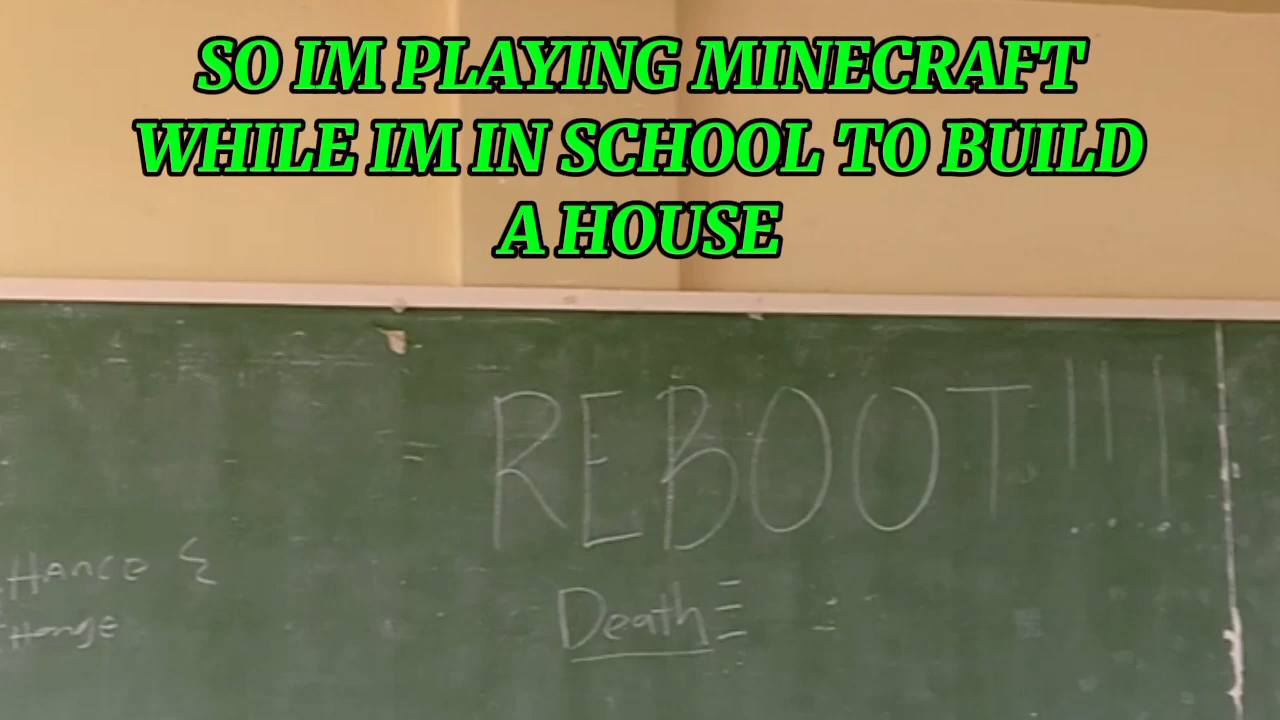 SO IM PLAYING MINECRAFT
WHILE IM IN SCHOOL TO BUILD
A HOUSE
= REBOOT!!!
Death